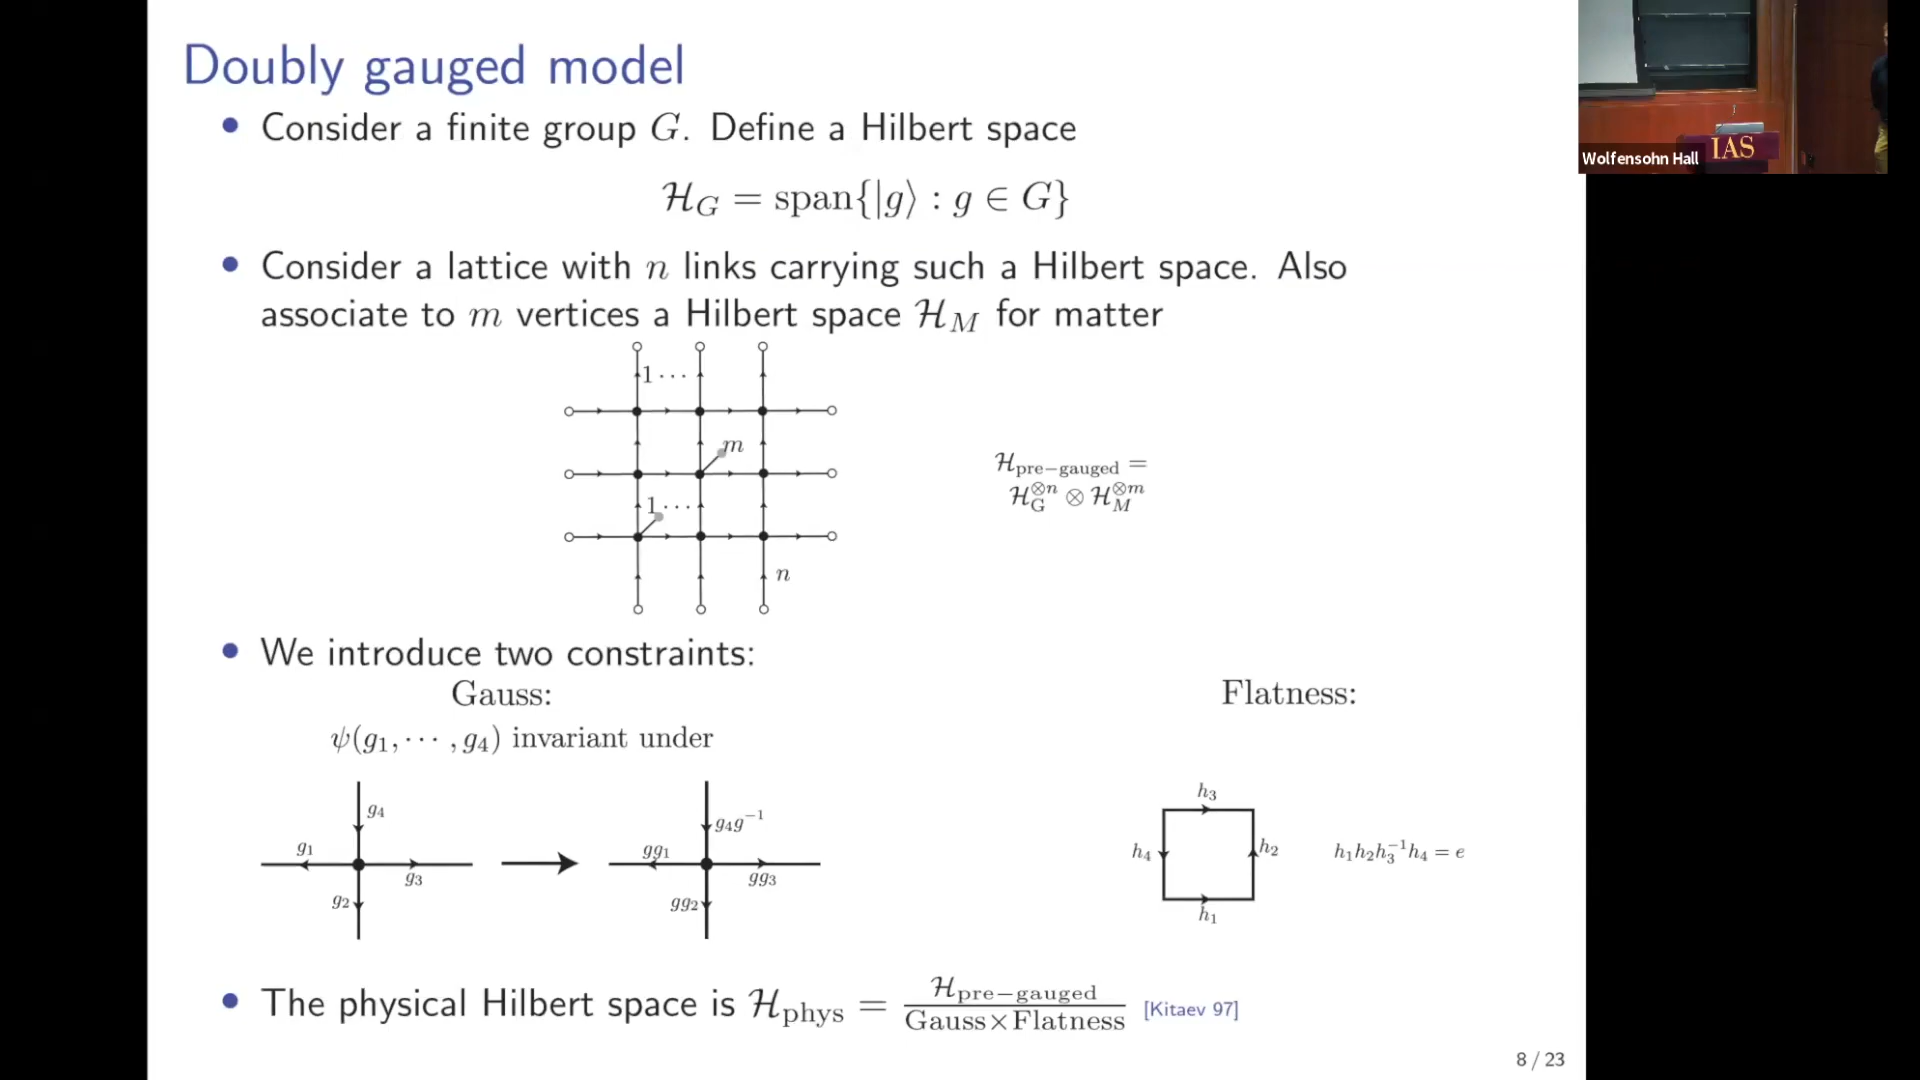 Doubly gauged model
• Consider a finite group G. Define a Hilbert space
ℋ_G = span{|g⟩ : g ∈ G}
• Consider a lattice with n links carrying such a Hilbert space. Also
associate to m vertices a Hilbert space ℋ_M for matter
1 ···
m
1 ···
n
ℋ_pre−gauged =
ℋ_G^⊗n ⊗ ℋ_M^⊗m
• We introduce two constraints:
Gauss:
ψ(g₁, ··· , g₄) invariant under
g₄
g₁
g₃
g₂
g₄g⁻¹
gg₁
gg₃
gg₂
Flatness:
h₃
h₄
h₂
h₁
h₁h₂h₃⁻¹h₄ = e
• The physical Hilbert space is ℋ_phys = ℋ_pre−gauged / Gauss×Flatness [Kitaev 97]
8 / 23
Wolfensohn Hall
IAS